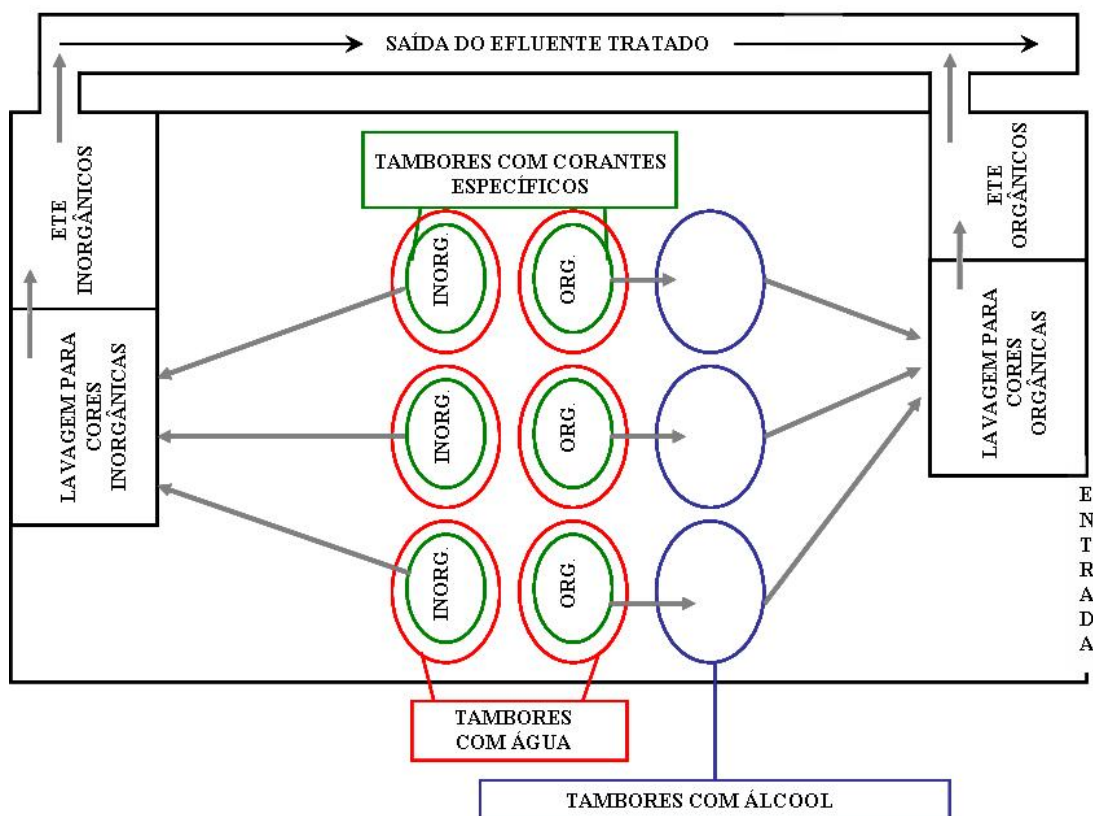 SAÍDA DO EFLUENTE TRATADO
TAMBORES COM CORANTES
ESPECÍFICOS
ETE
INORGÂNICOS
ETE
ORGÂNICOS
INORG.
ORG.
LAVAGEM PARA
CORES
INORGÂNICAS
INORG.
ORG.
LAVAGEM PARA
CORES
ORGÂNICAS
INORG.
ORG.
E
N
T
R
A
D
A
TAMBORES
COM ÁGUA
TAMBORES COM ÁLCOOL